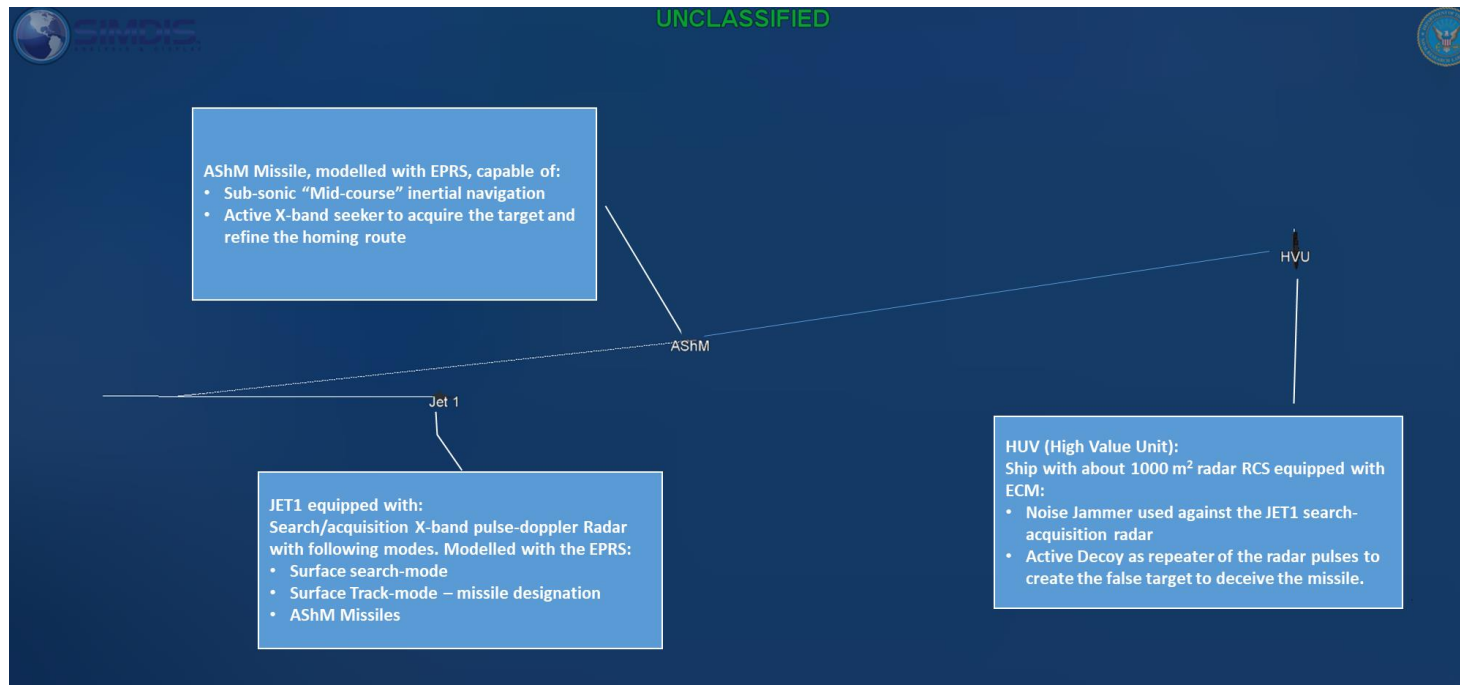 UNCLASSIFIED
SIMDIS
AShM Missile, modelled with EPRS, capable of:
• Sub-sonic “Mid-course” inertial navigation
• Active X-band seeker to acquire the target and
refine the homing route
HVU
AShM
Jet 1
JET1 equipped with:
Search/acquisition X-band pulse-doppler Radar
with following modes. Modelled with the EPRS:
• Surface search-mode
• Surface Track-mode – missile designation
• AShM Missiles
HUV (High Value Unit):
Ship with about 1000 m² radar RCS equipped with
ECM:
• Noise Jammer used against the JET1 search-
acquisition radar
• Active Decoy as repeater of the radar pulses to
create the false target to deceive the missile.